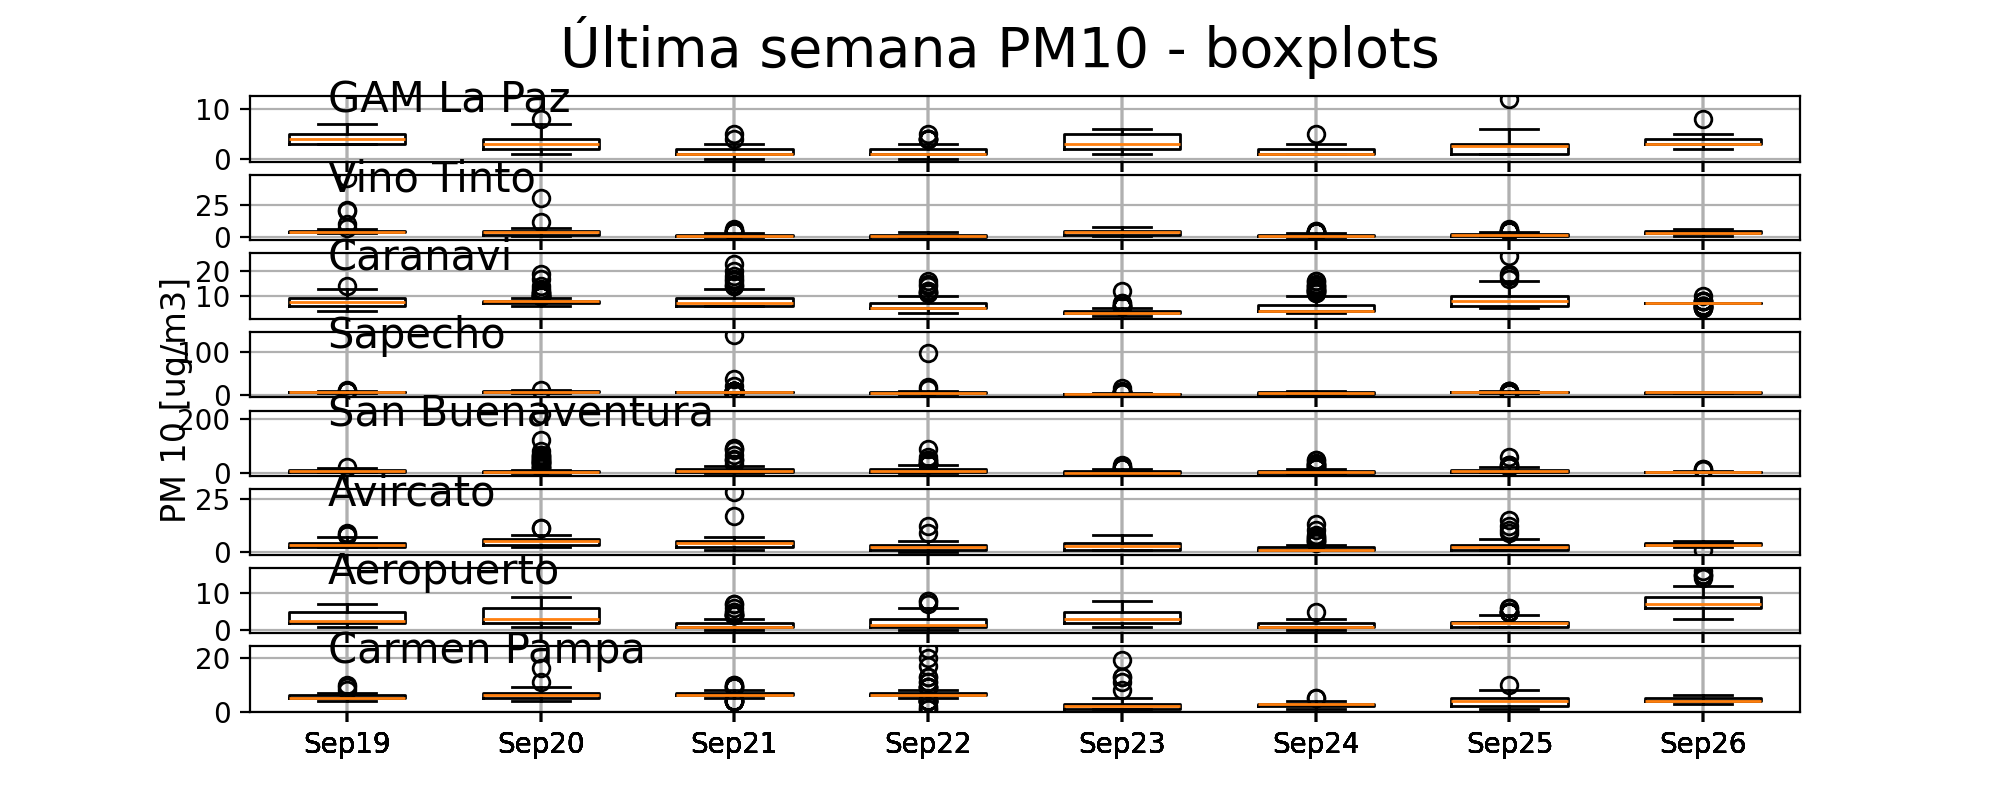 Última semana PM10 - boxplots
GAM La Paz
10
0
Vino Tinto
25
0
Caranavi
20
10
Sapecho
100
0
San Buenaventura
200
0
Avircato
25
0
Aeropuerto
10
0
Carmen Pampa
20
0
PM 10 [ug/m3]
Sep19 Sep20 Sep21 Sep22 Sep23 Sep24 Sep25 Sep26